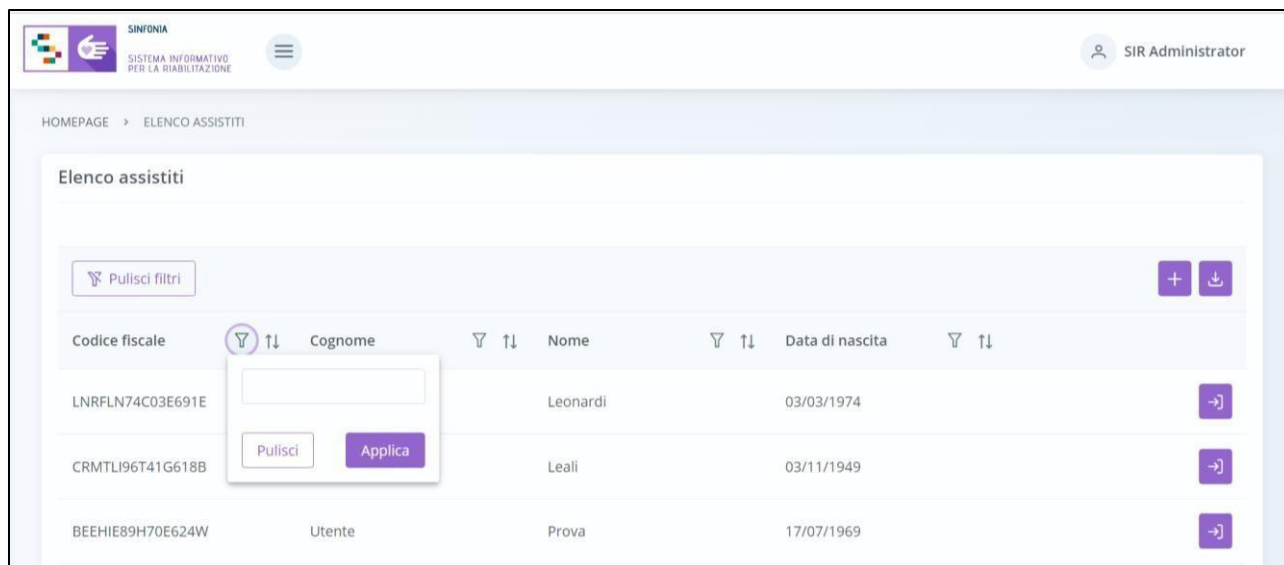 SINFONIA
SISTEMA INFORMATIVO
PER LA RIABILITAZIONE
SIR Administrator
HOMEPAGE > ELENCO ASSISTITI
Elenco assistiti
Pulisci filtri
Codice fiscale Cognome Nome Data di nascita
LNRFLN74C03E691E Leonardi 03/03/1974
Pulisci Applica
CRMTLI96T41G618B Leali 03/11/1949
BEEHIE89H70E624W Utente Prova 17/07/1969